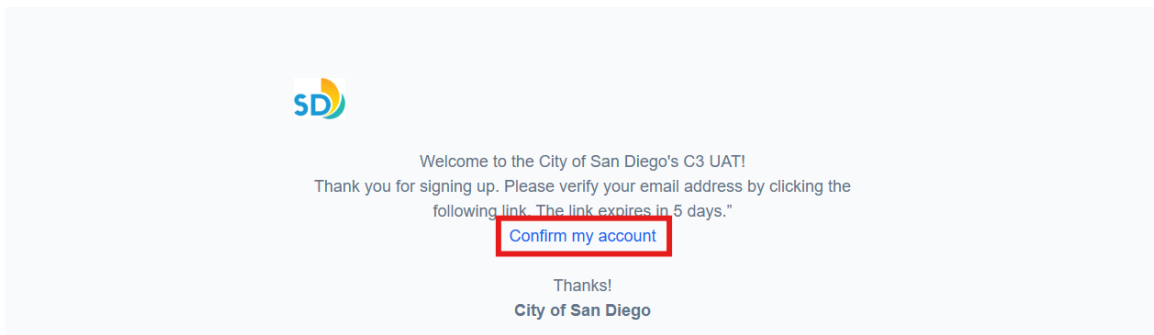 SD
Welcome to the City of San Diego's C3 UAT!
Thank you for signing up. Please verify your email address by clicking the
following link. The link expires in 5 days.”
Confirm my account
Thanks!
City of San Diego